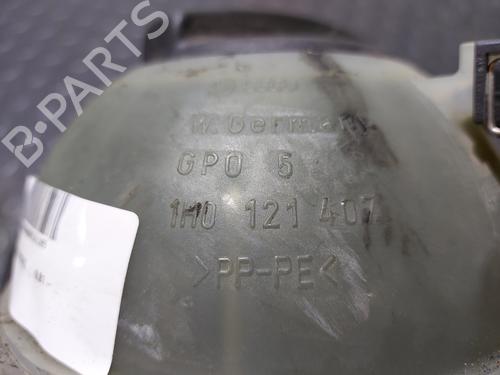 W. Germany
GPO 5
1H0 121 407
>PP-PE<
B-PARTS